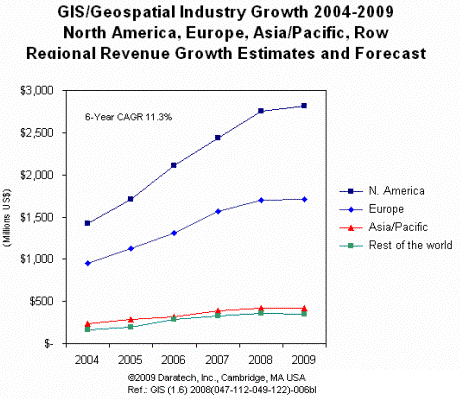 GIS/Geospatial Industry Growth 2004-2009
North America, Europe, Asia/Pacific, Row
Regional Revenue Growth Estimates and Forecast
$3,000
6-Year CAGR 11.3%
$2,500
$2,000
$1,500
$1,000
$500
$-
(Millions US$)
N. America
Europe
Asia/Pacific
Rest of the world
2004 2005 2006 2007 2008 2009
©2009 Daratech, Inc., Cambridge, MA USA
Ref.: GIS (1.6) 2008(047-112-049-122)-006bl